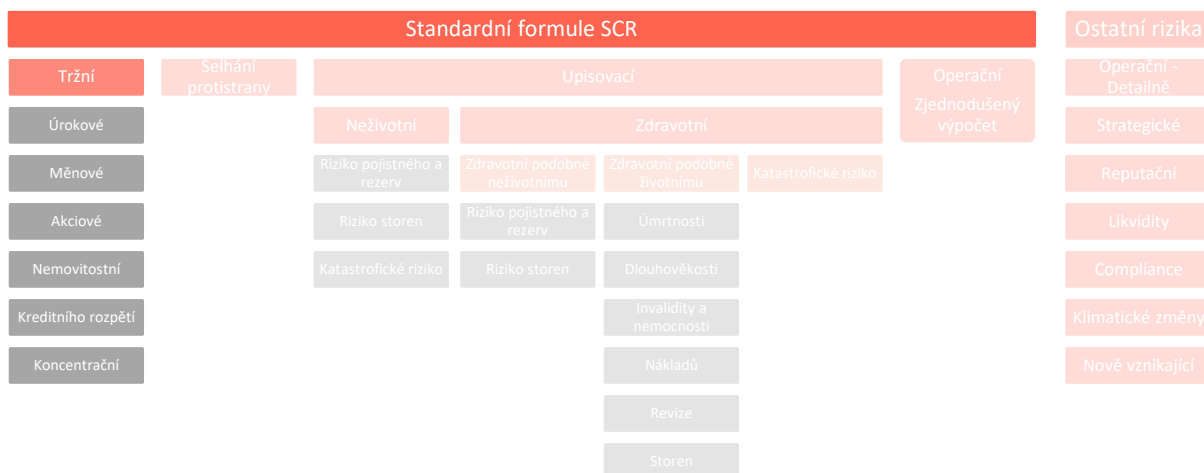 Standardní formule SCR
Ostatní rizika
Tržní
Selhání
protistrany
Upisovací
Operační
Zjednodušený
výpočet
Operační -
Detailně
Úrokové
Neživotní
Zdravotní
Strategické
Měnové
Riziko pojistného a
rezerv
Zdravotní podobné
neživotnímu
Zdravotní podobné
životnímu
Katastrofické riziko
Reputační
Akciové
Riziko storen
Riziko pojistného a
rezerv
Úmrtnosti
Likvidity
Nemovitostní
Katastrofické riziko
Riziko storen
Dlouhověkosti
Compliance
Kreditního rozpětí
Invalidity a
nemocnosti
Klimatické změny
Koncentrační
Nákladů
Nově vznikající
Revize
Storen